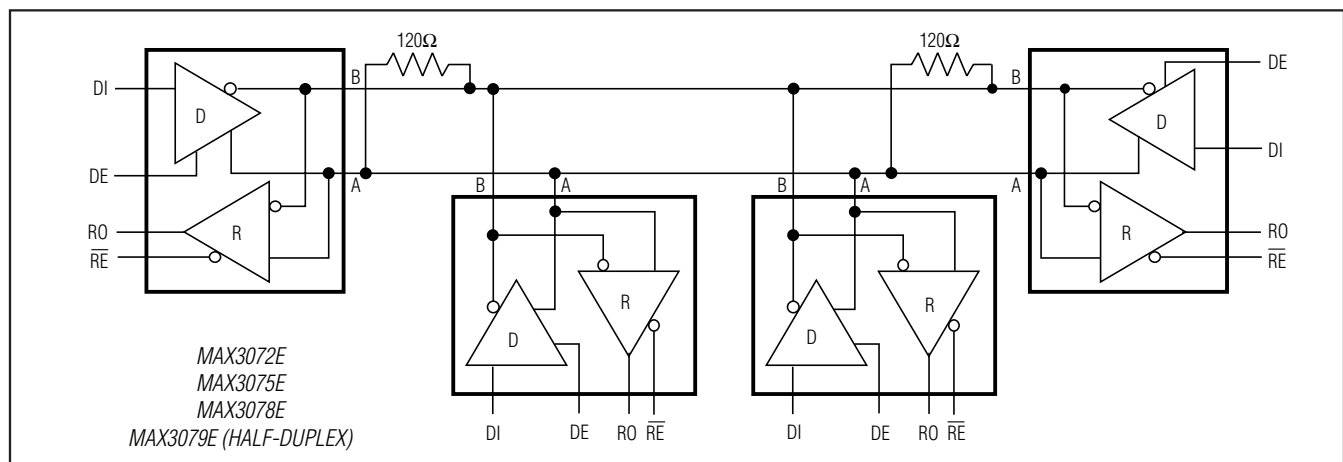 120Ω
120Ω
DI
D
B
B
D
DE
DI
DE
A
B
A
B
A
A
RO
R
RE̅
R
RO
RE̅
D
R
D
R
MAX3072E
MAX3075E
MAX3078E
MAX3079E (HALF-DUPLEX)
DI
DE
RO
RE̅
DI
DE
RO
RE̅